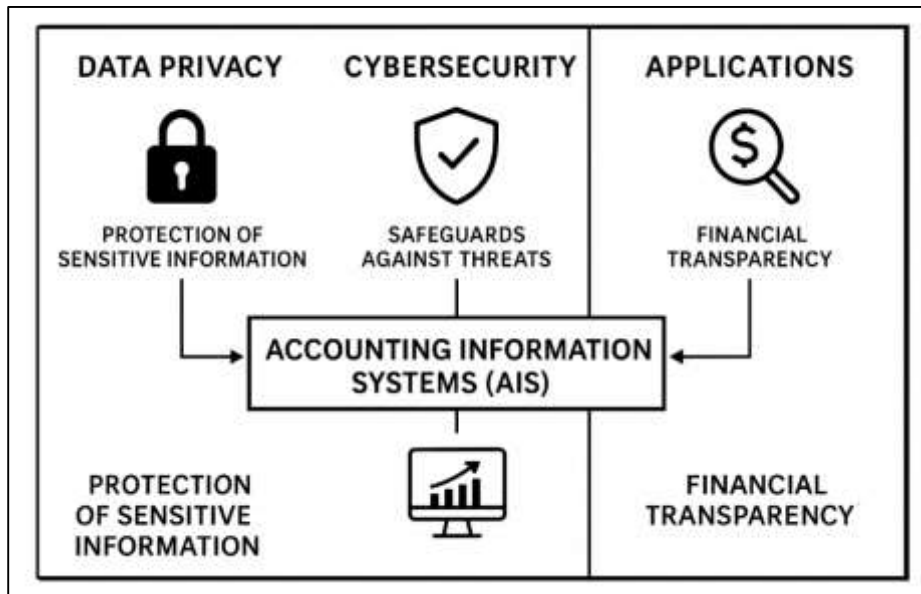 DATA PRIVACY
CYBERSECURITY
APPLICATIONS
$
PROTECTION OF
SENSITIVE INFORMATION
SAFEGUARDS
AGAINST THREATS
FINANCIAL
TRANSPARENCY
ACCOUNTING INFORMATION
SYSTEMS (AIS)
PROTECTION
OF SENSITIVE
INFORMATION
FINANCIAL
TRANSPARENCY